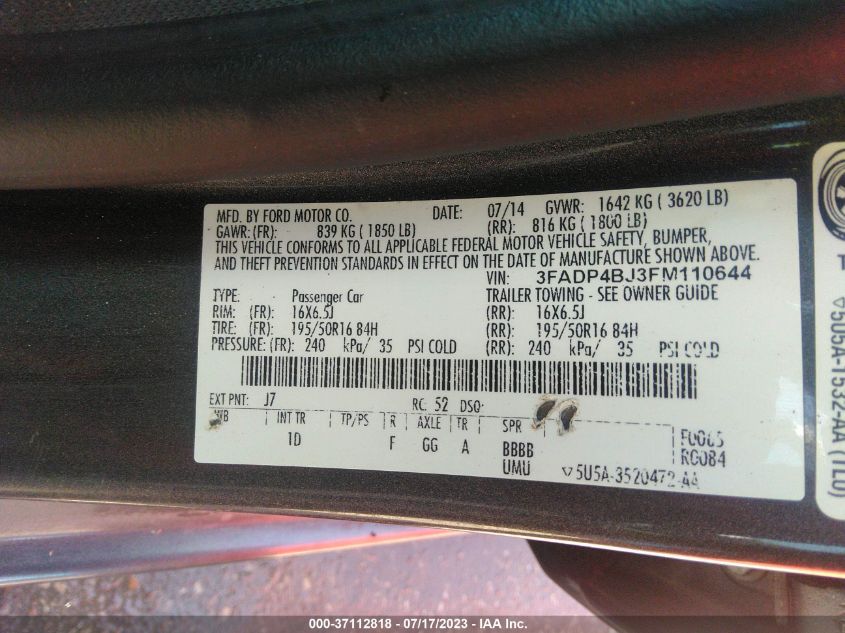 MFD. BY FORD MOTOR CO. DATE: 07/14 GVWR: 1642 KG ( 3620 LB)
GAWR: (FR): 839 KG ( 1850 LB) (RR): 816 KG ( 1800 LB)
THIS VEHICLE CONFORMS TO ALL APPLICABLE FEDERAL MOTOR VEHICLE SAFETY, BUMPER,
AND THEFT PREVENTION STANDARDS IN EFFECT ON THE DATE OF MANUFACTURE SHOWN ABOVE.
VIN: 3FADP4BJ3FM110644
TYPE: Passenger Car TRAILER TOWING - SEE OWNER GUIDE
RIM: (FR): 16X6.5J (RR): 16X6.5J
TIRE: (FR): 195/50R16 84H (RR): 195/50R16 84H
PRESSURE: (FR): 240 kPa/ 35 PSI COLD (RR): 240 kPa/ 35 PSI COLD
EXT PNT: J7 RC: 52 DSO:
WB INT TR TP/PS R AXLE TR SPR
1D F GG A BBBB F0065
UMU R0084
▽5U5A-3520472-AA
▽5U5A-1532-AA (TLU)
000-37112818 - 07/17/2023 - IAA Inc.